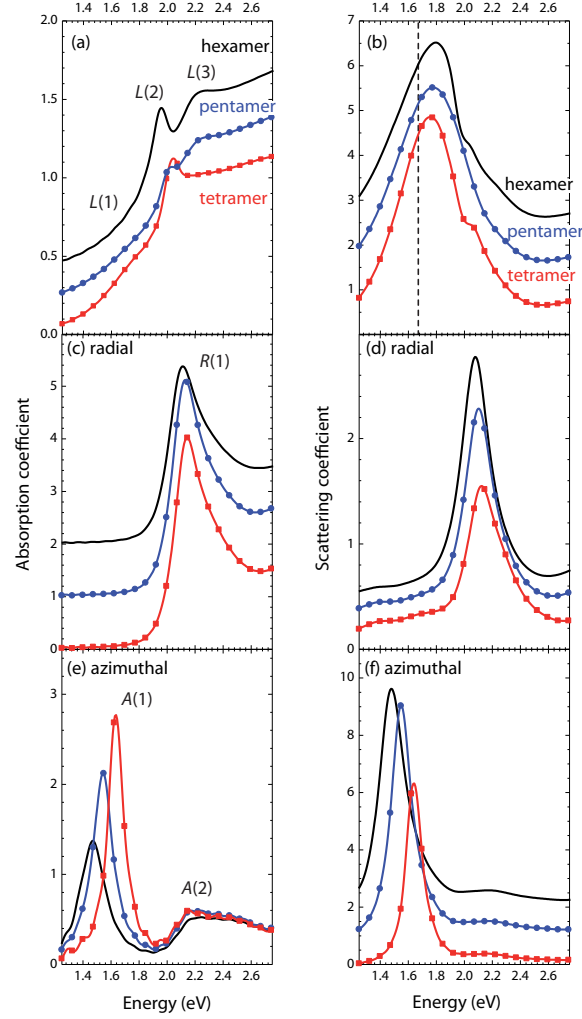 1.4 1.6 1.8 2.0 2.2 2.4 2.6
1.4 1.6 1.8 2.0 2.2 2.4 2.6
2.0
1.5
1.0
0.5
0.0
(a)
hexamer
L(2)
L(3)
pentamer
L(1)
tetramer
7
6
5
4
3
2
1
(b)
hexamer
pentamer
tetramer
Absorption coefficient
5
4
3
2
1
0
(c) radial
R(1)
Scattering coefficient
2
1
0
(d) radial
3
2
1
0
(e) azimuthal
A(1)
A(2)
10
8
6
4
2
0
(f) azimuthal
1.4 1.6 1.8 2.0 2.2 2.4 2.6
Energy (eV)
1.4 1.6 1.8 2.0 2.2 2.4 2.6
Energy (eV)